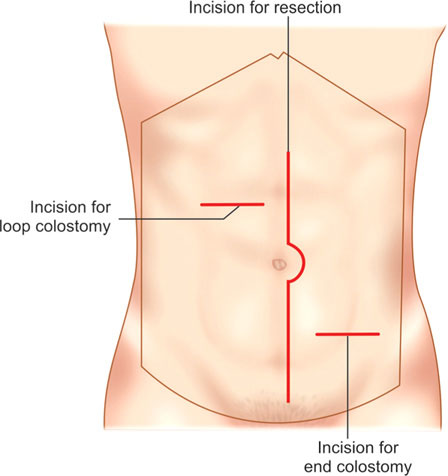 Incision for resection
Incision for
loop colostomy
Incision for
end colostomy